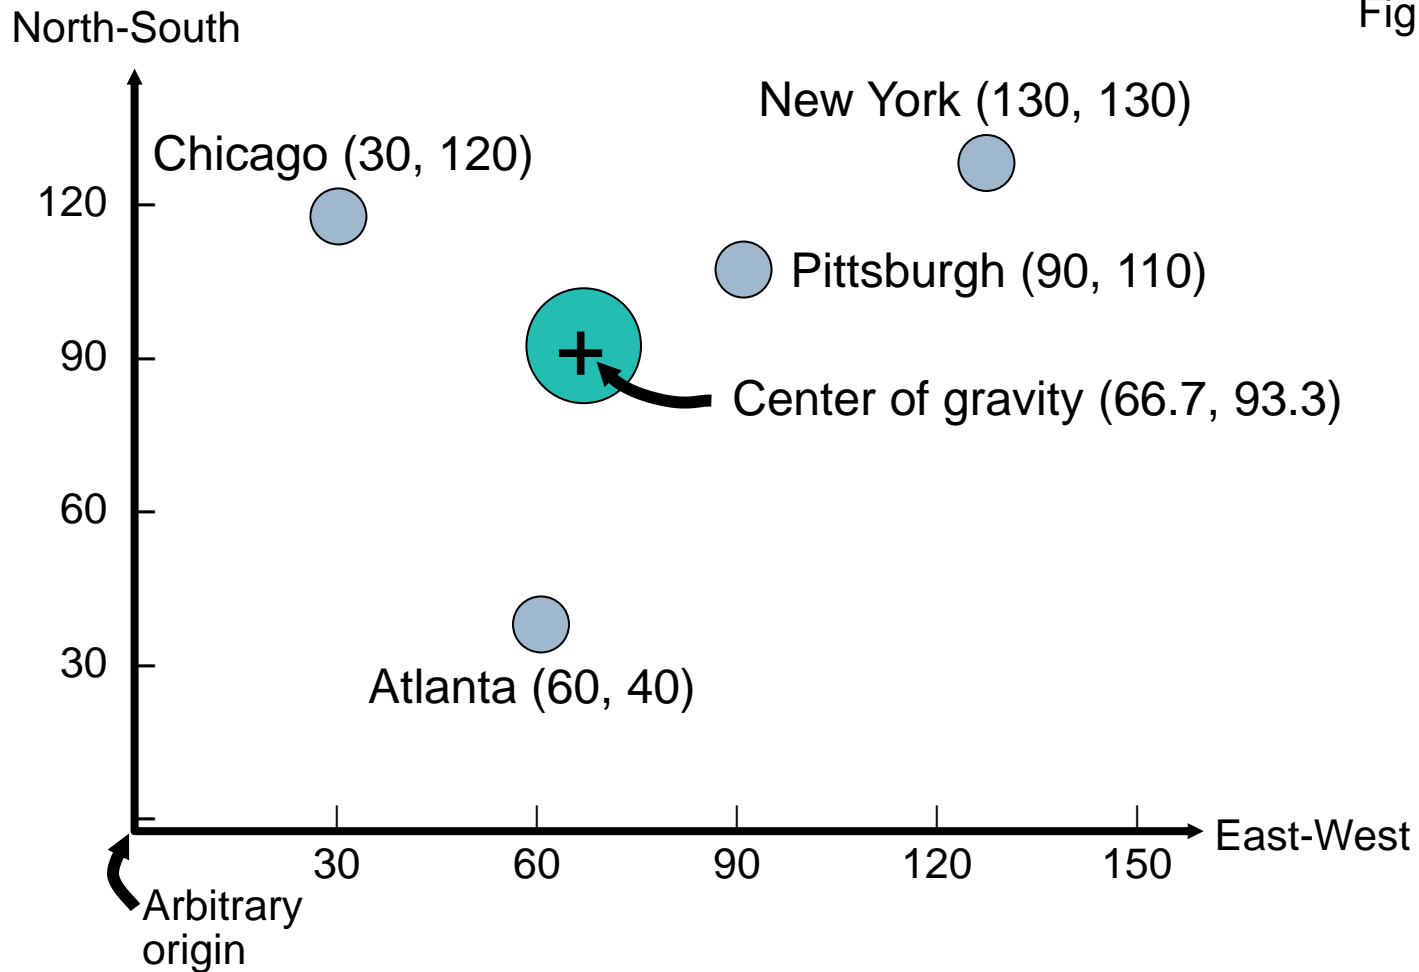 North-South
Fig
New York (130, 130)
Chicago (30, 120)
120
Pittsburgh (90, 110)
90
Center of gravity (66.7, 93.3)
60
30
Atlanta (60, 40)
East-West
30 60 90 120 150
Arbitrary
origin